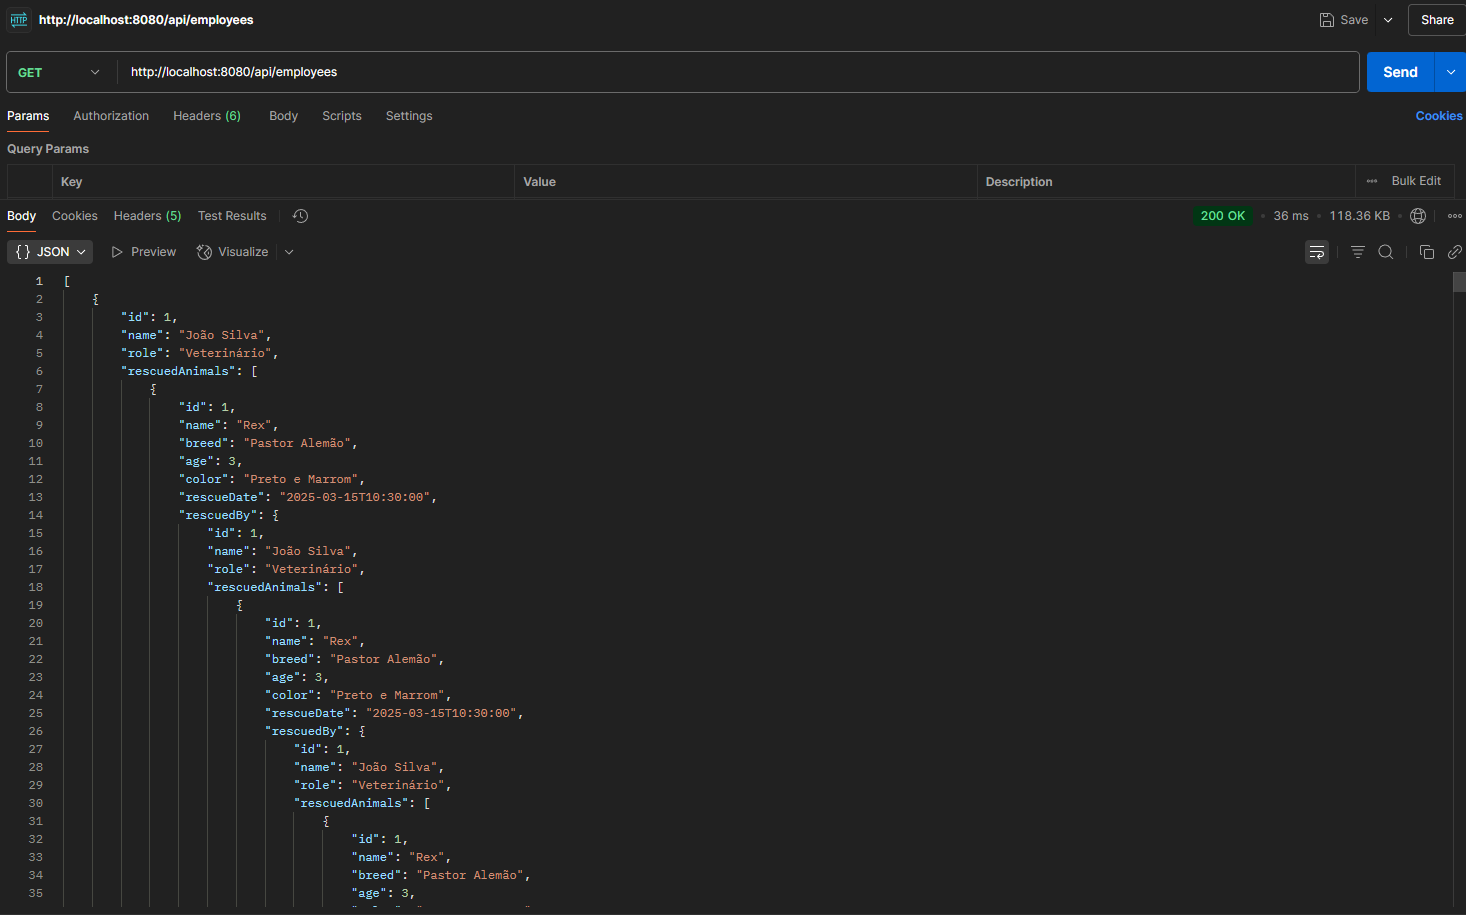 HTTP http://localhost:8080/api/employees Save Share
GET http://localhost:8080/api/employees Send
Params Authorization Headers (6) Body Scripts Settings Cookies
Query Params
Key Value Description Bulk Edit
Body Cookies Headers (5) Test Results 200 OK • 36 ms • 118.36 KB •
{} JSON Preview Visualize
1 [
2 {
3 "id": 1,
4 "name": "João Silva",
5 "role": "Veterinário",
6 "rescuedAnimals": [
7 {
8 "id": 1,
9 "name": "Rex",
10 "breed": "Pastor Alemão",
11 "age": 3,
12 "color": "Preto e Marrom",
13 "rescueDate": "2025-03-15T10:30:00",
14 "rescuedBy": {
15 "id": 1,
16 "name": "João Silva",
17 "role": "Veterinário",
18 "rescuedAnimals": [
19 {
20 "id": 1,
21 "name": "Rex",
22 "breed": "Pastor Alemão",
23 "age": 3,
24 "color": "Preto e Marrom",
25 "rescueDate": "2025-03-15T10:30:00",
26 "rescuedBy": {
27 "id": 1,
28 "name": "João Silva",
29 "role": "Veterinário",
30 "rescuedAnimals": [
31 {
32 "id": 1,
33 "name": "Rex",
34 "breed": "Pastor Alemão",
35 "age": 3,